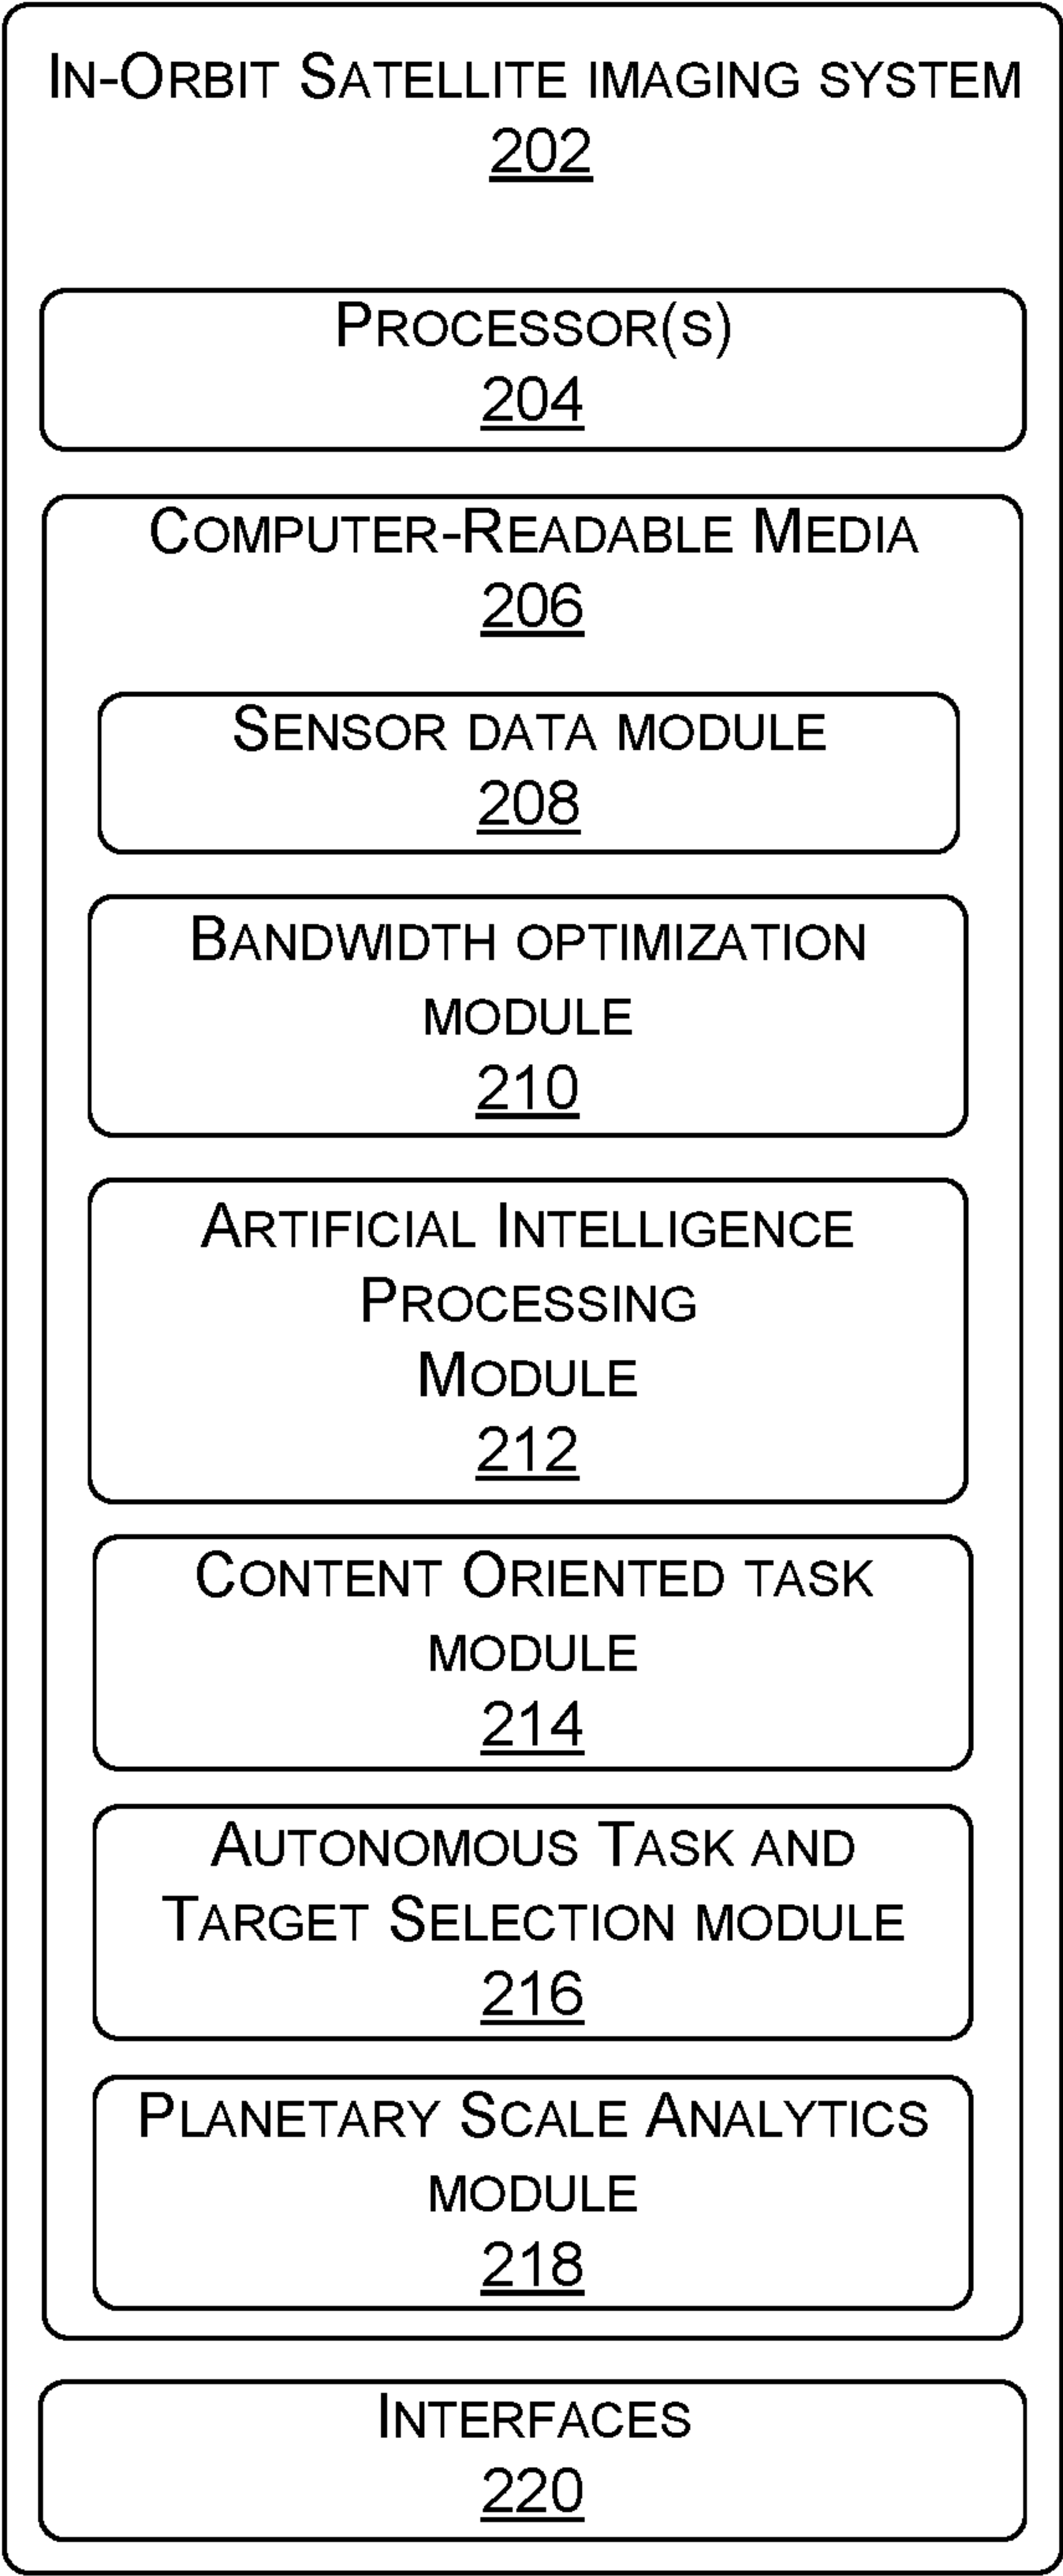 IN-ORBIT SATELLITE IMAGING SYSTEM
202
PROCESSOR(S)
204
COMPUTER-READABLE MEDIA
206
SENSOR DATA MODULE
208
BANDWIDTH OPTIMIZATION
MODULE
210
ARTIFICIAL INTELLIGENCE
PROCESSING
MODULE
212
CONTENT ORIENTED TASK
MODULE
214
AUTONOMOUS TASK AND
TARGET SELECTION MODULE
216
PLANETARY SCALE ANALYTICS
MODULE
218
INTERFACES
220